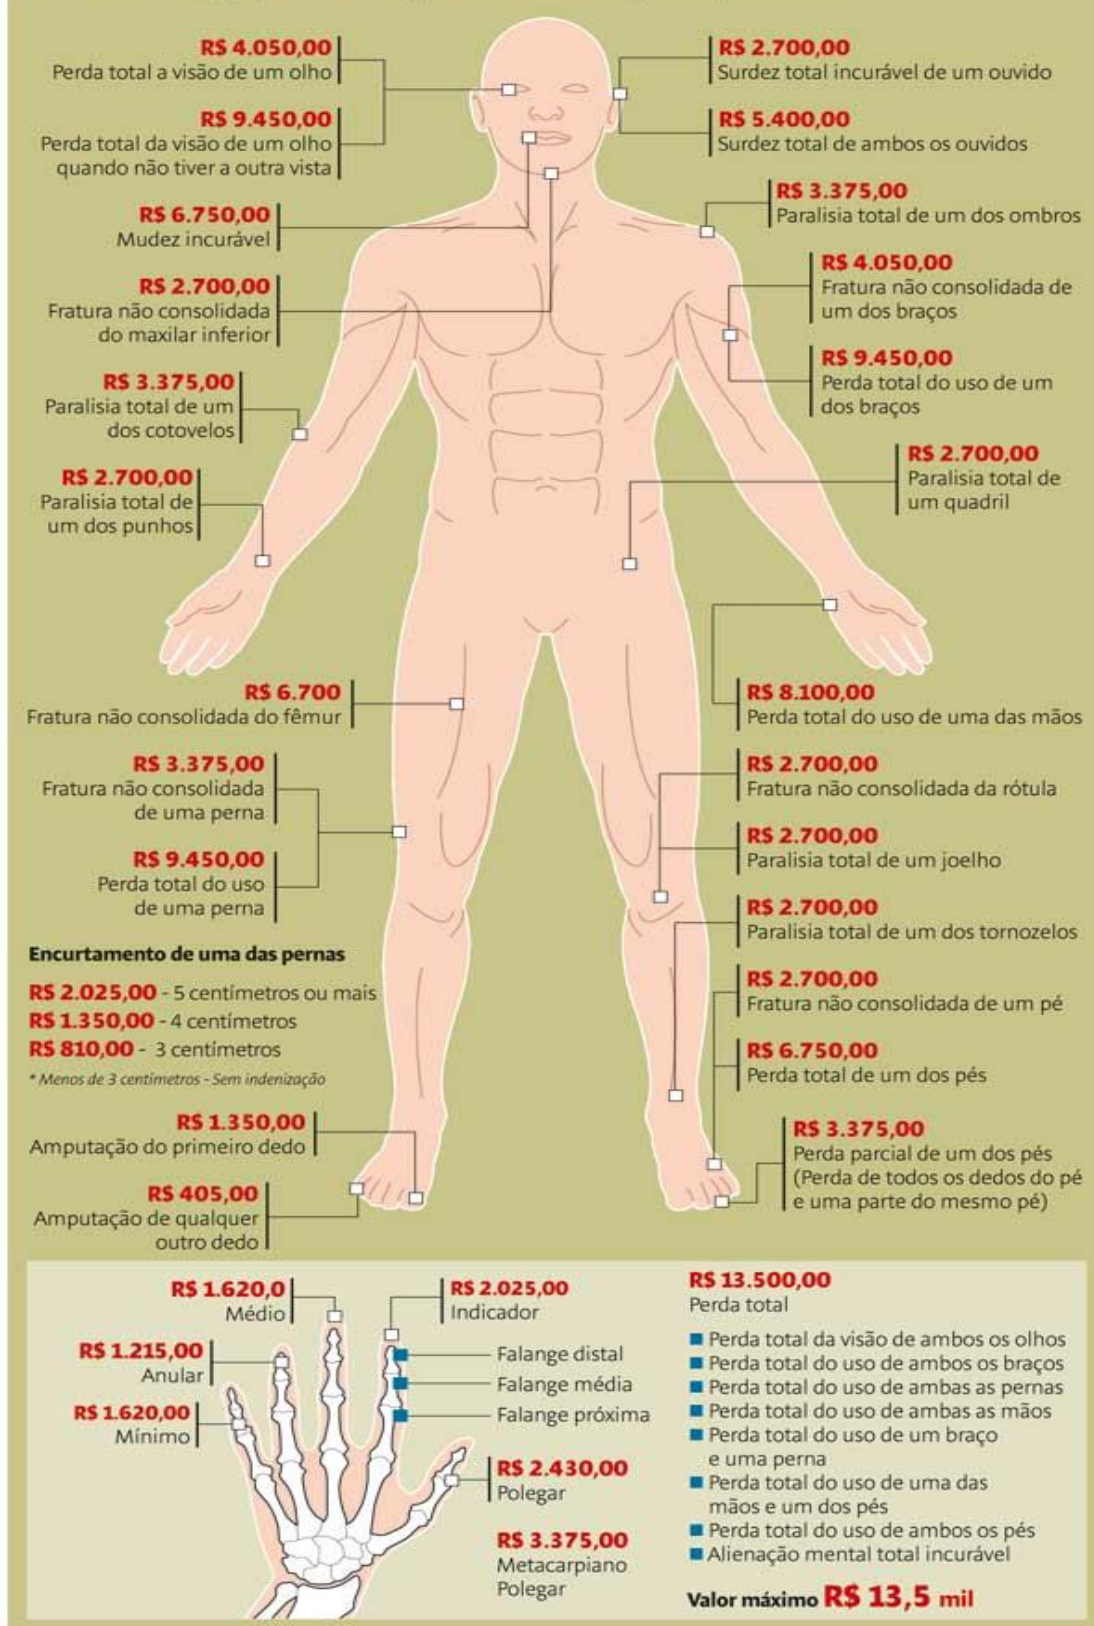 R$ 4.050,00
Perda total a visão de um olho
R$ 9.450,00
Perda total da visão de um olho
quando não tiver a outra vista
R$ 6.750,00
Mudez incurável
R$ 2.700,00
Fratura não consolidada
do maxilar inferior
R$ 3.375,00
Paralisia total de um
dos cotovelos
R$ 2.700,00
Paralisia total de
um dos punhos
R$ 2.700,00
Surdez total incurável de um ouvido
R$ 5.400,00
Surdez total de ambos os ouvidos
R$ 3.375,00
Paralisia total de um dos ombros
R$ 4.050,00
Fratura não consolidada de
um dos braços
R$ 9.450,00
Perda total do uso de um
dos braços
R$ 2.700,00
Paralisia total de
um quadril
R$ 6.700
Fratura não consolidada do fêmur
R$ 3.375,00
Fratura não consolidada
de uma perna
R$ 9.450,00
Perda total do uso
de uma perna
Encurtamento de uma das pernas
R$ 2.025,00 - 5 centímetros ou mais
R$ 1.350,00 - 4 centímetros
R$ 810,00 - 3 centímetros
* Menos de 3 centímetros - Sem indenização
R$ 1.350,00
Amputação do primeiro dedo
R$ 405,00
Amputação de qualquer
outro dedo
R$ 8.100,00
Perda total do uso de uma das mãos
R$ 2.700,00
Fratura não consolidada da rótula
R$ 2.700,00
Paralisia total de um joelho
R$ 2.700,00
Paralisia total de um dos tornozelos
R$ 2.700,00
Fratura não consolidada de um pé
R$ 6.750,00
Perda total de um dos pés
R$ 3.375,00
Perda parcial de um dos pés
(Perda de todos os dedos do pé
e uma parte do mesmo pé)
R$ 1.620,0
Médio
R$ 1.215,00
Anular
R$ 1.620,00
Mínimo
R$ 2.025,00
Indicador
Falange distal
Falange média
Falange próxima
R$ 2.430,00
Polegar
R$ 3.375,00
Metacarpiano
Polegar
R$ 13.500,00
Perda total
Perda total da visão de ambos os olhos
Perda total do uso de ambos os braços
Perda total do uso de ambas as pernas
Perda total do uso de ambas as mãos
Perda total do uso de um braço
e uma perna
Perda total do uso de uma das
mãos e um dos pés
Perda total do uso de ambos os pés
Alienação mental total incurável
Valor máximo R$ 13,5 mil